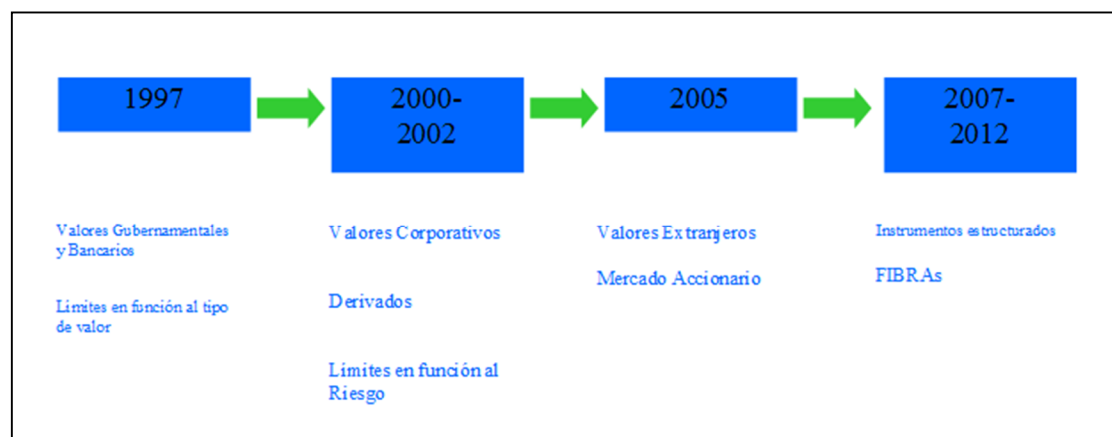 1997
2000-
2002
2005
2007-
2012
Valores Gubernamentales
y Bancarios
Límites en función al tipo
de valor
Valores Corporativos
Derivados
Límites en función al
Riesgo
Valores Extranjeros
Mercado Accionario
Instrumentos estructurados
FIBRAs